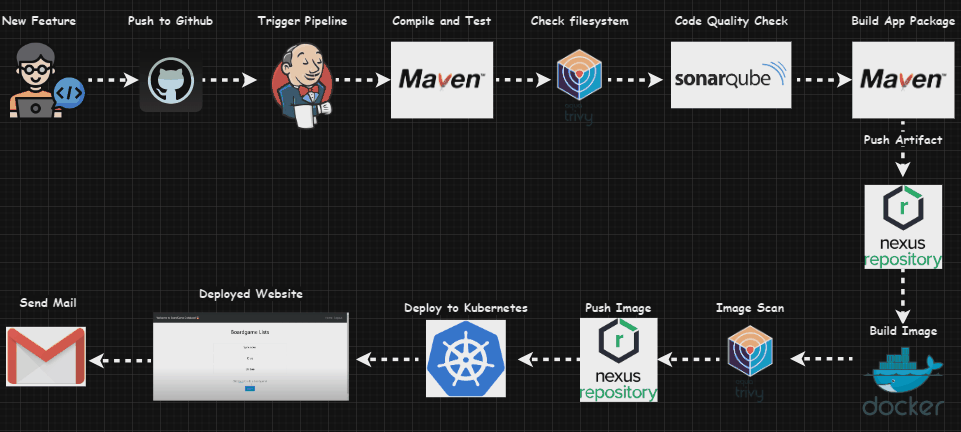 New Feature
Push to Github
Trigger Pipeline
Compile and Test
Check filesystem
Code Quality Check
Build App Package
</>
Maven™
trivy
sonarqube
Maven™
Push Artifact
r
nexus
repository
Send Mail
Deployed Website
Deploy to Kubernetes
Push Image
Image Scan
Build Image
Boardgame Lists
r
nexus
repository
trivy
docker